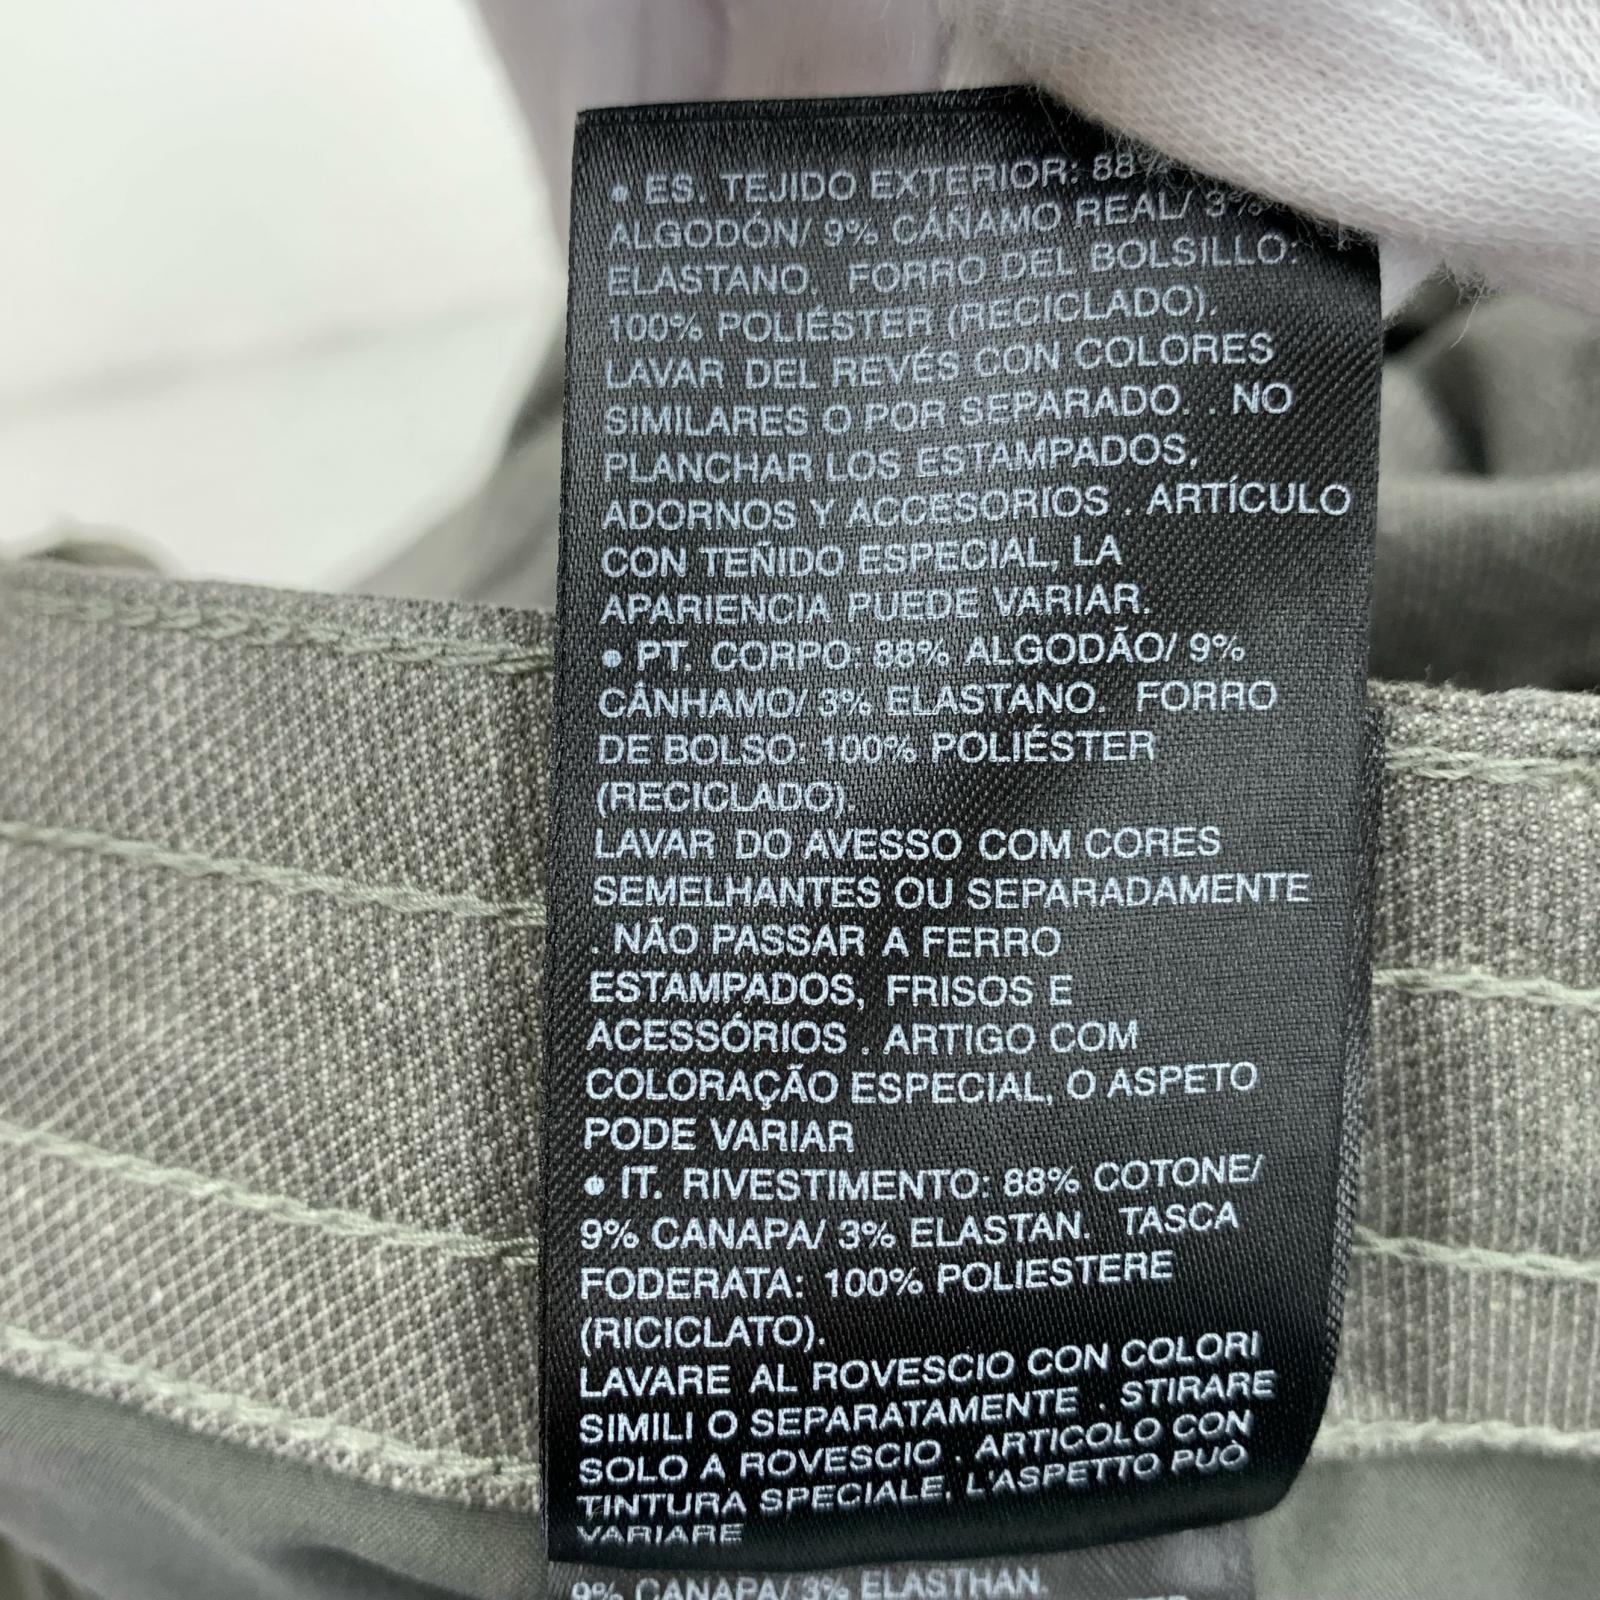 • ES. TEJIDO EXTERIOR: 88%
ALGODÓN/ 9% CÁÑAMO REAL/ 3%
ELASTANO. FORRO DEL BOLSILLO:
100% POLIÉSTER (RECICLADO).
LAVAR DEL REVÉS CON COLORES
SIMILARES O POR SEPARADO. . NO
PLANCHAR LOS ESTAMPADOS,
ADORNOS Y ACCESORIOS . ARTÍCULO
CON TEÑIDO ESPECIAL, LA
APARIENCIA PUEDE VARIAR.
• PT. CORPO: 88% ALGODÃO/ 9%
CÂNHAMO/ 3% ELASTANO. FORRO
DE BOLSO: 100% POLIÉSTER
(RECICLADO).
LAVAR DO AVESSO COM CORES
SEMELHANTES OU SEPARADAMENTE
. NÃO PASSAR A FERRO
ESTAMPADOS, FRISOS E
ACESSÓRIOS . ARTIGO COM
COLORAÇÃO ESPECIAL, O ASPETO
PODE VARIAR
• IT. RIVESTIMENTO: 88% COTONE/
9% CANAPA/ 3% ELASTAN. TASCA
FODERATA: 100% POLIESTERE
(RICICLATO).
LAVARE AL ROVESCIO CON COLORI
SIMILI O SEPARATAMENTE . STIRARE
SOLO A ROVESCIO . ARTICOLO CON
TINTURA SPECIALE, L'ASPETTO PUÒ
VARIARE
9% CANAPA/ 3% ELASTHAN.